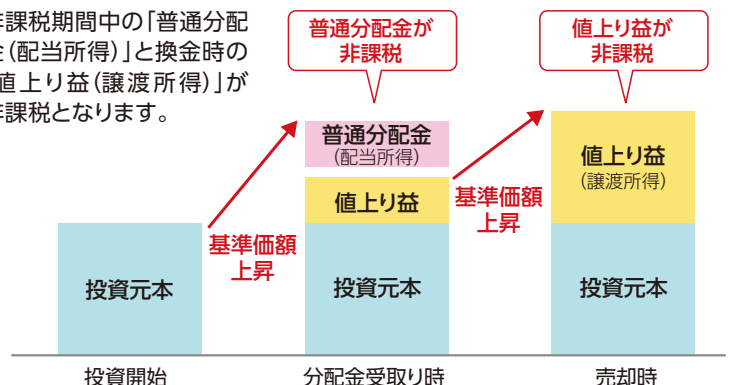 非課税期間中の「普通分配
金(配当所得)」と換金時の
値上り益(譲渡所得)」が
非課税となります。
普通分配金が
非課税
値上り益が
非課税
普通分配金
(配当所得)
値上り益
(譲渡所得)
値上り益
基準価額
上昇
基準価額
上昇
投資元本
投資元本
投資元本
投資開始
分配金受取り時
売却時